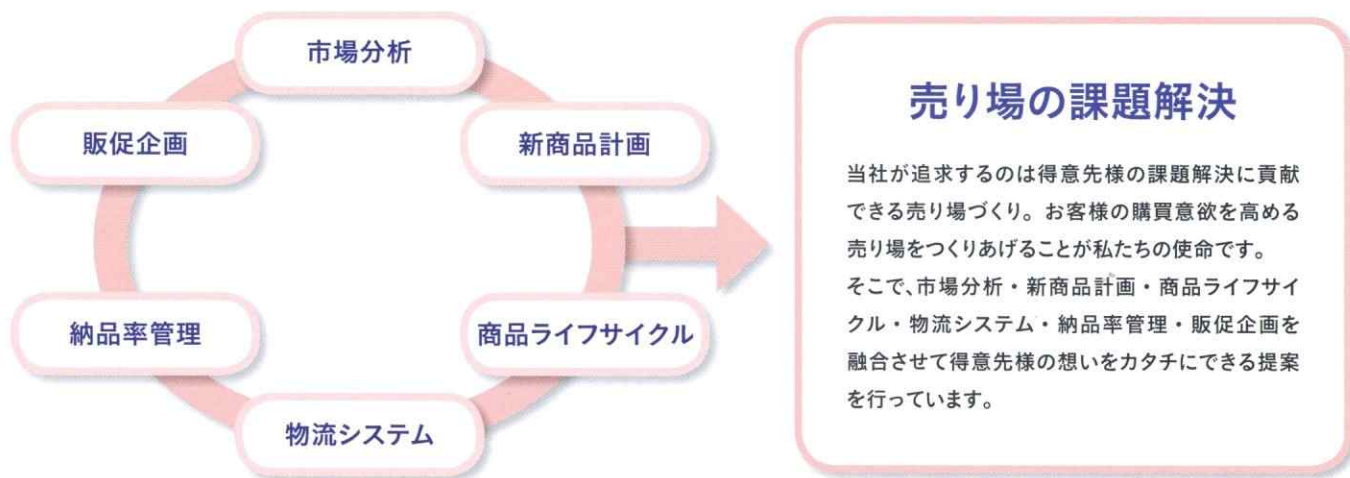 市場分析
新商品計画
商品ライフサイクル
物流システム
納品率管理
販促企画
売り場の課題解決
当社が追求するのは得意先様の課題解決に貢献
できる売り場づくり。お客様の購買意欲を高める
売り場をつくりあげることが私たちの使命です。
そこで、市場分析・新商品計画・商品ライフサイ
クル・物流システム・納品率管理・販促企画を
融合させて得意先様の想いをカタチにできる提案
を行っています。